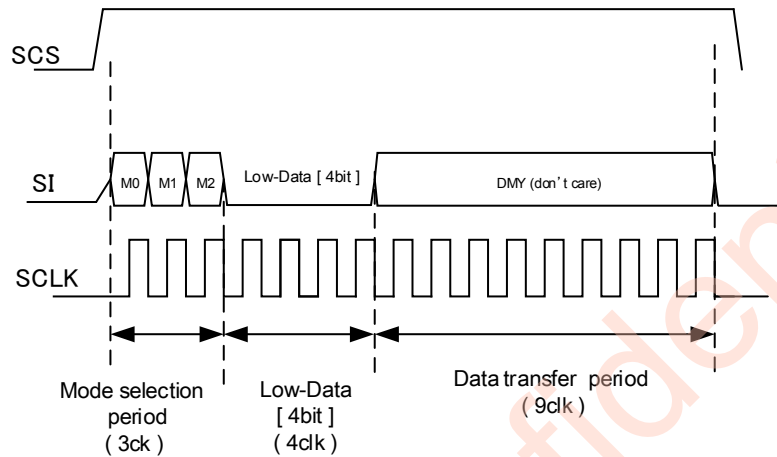 SCS
SI
M0
M1
M2
Low-Data [ 4bit ]
DMY (don't care)
SCLK
Mode selection
period
( 3ck )
Low-Data
[ 4bit ]
( 4clk )
Data transfer period
( 9clk )